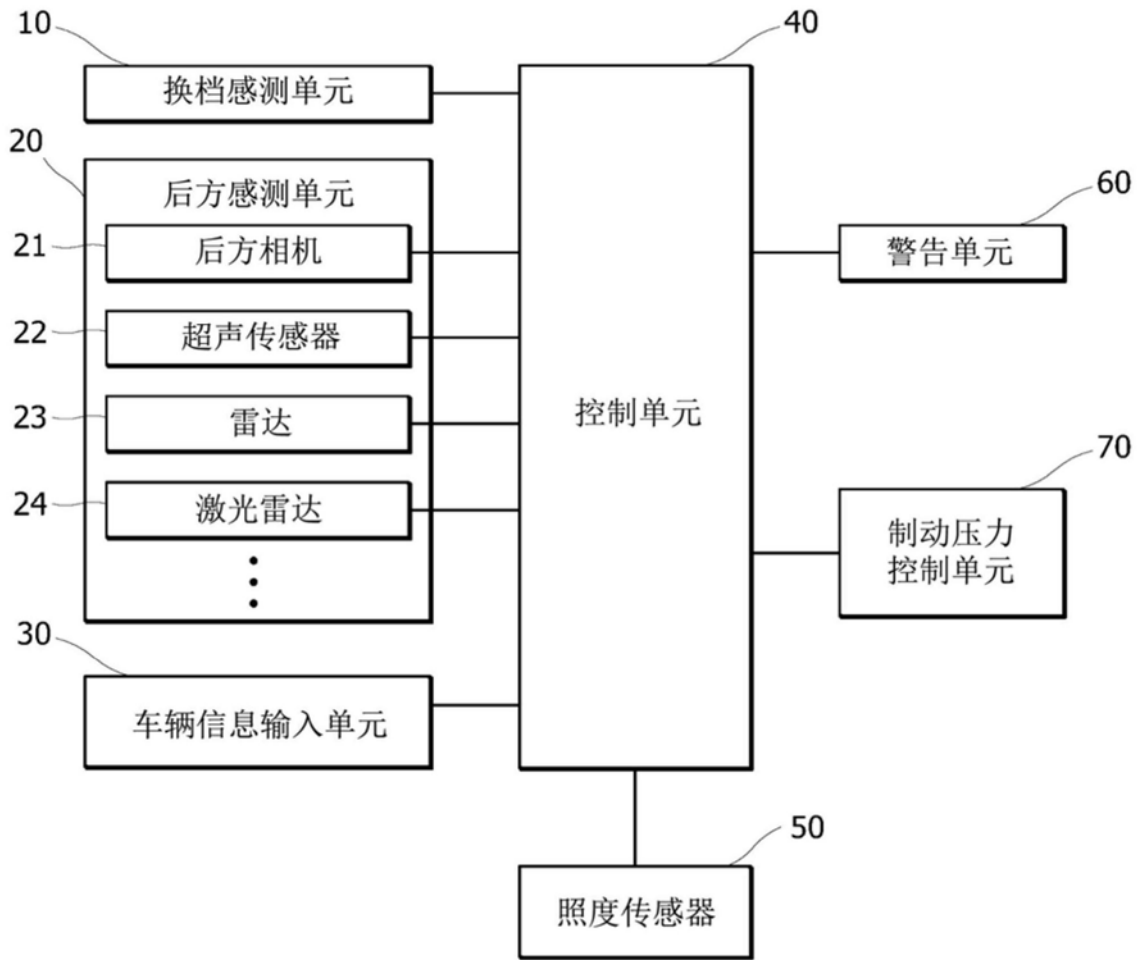 10
换档感测单元
20
后方感测单元
21
后方相机
22
超声传感器
23
雷达
24
激光雷达
30
车辆信息输入单元
40
控制单元
50
照度传感器
60
警告单元
70
制动压力
控制单元